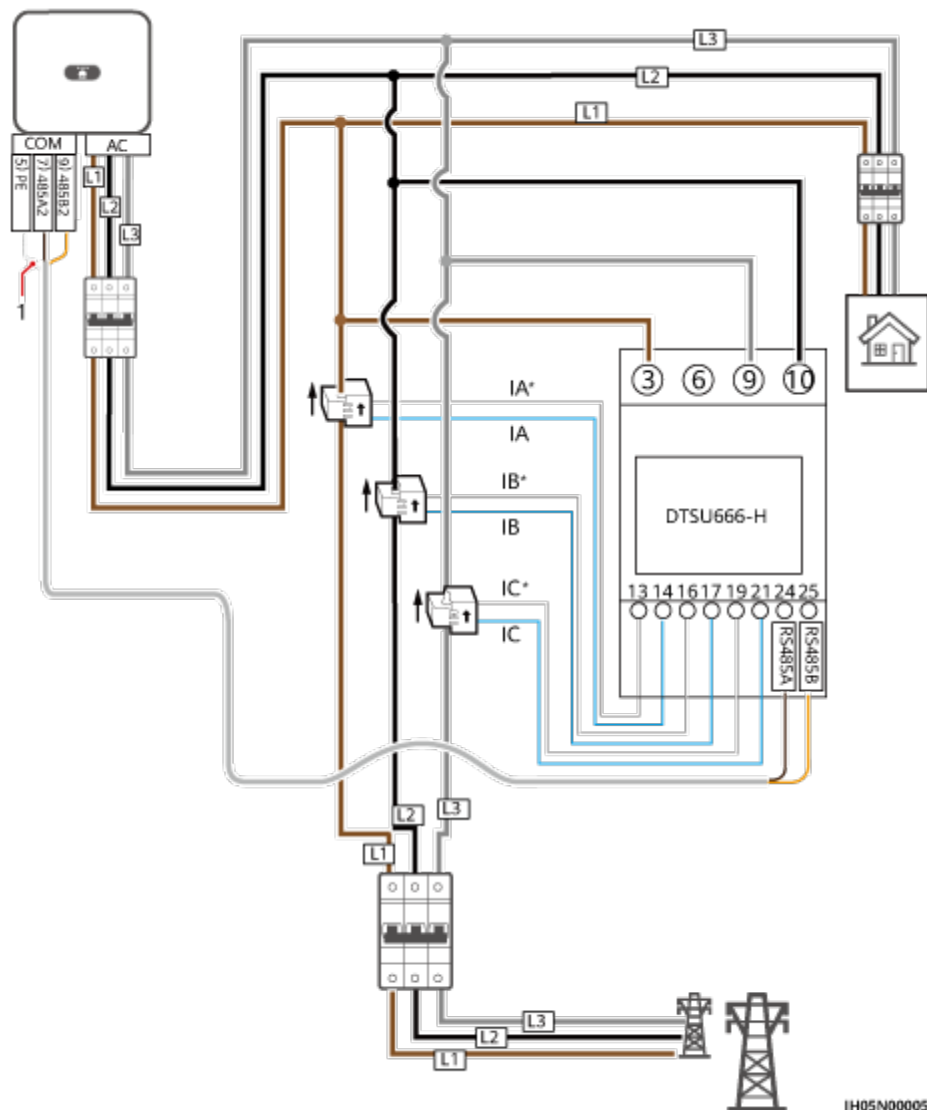 L3
L2
L1
COM
AC
5) PE
7) 485A2
9) 485B2
L1
L2
L3
1
3
6
9
10
IA*
IA
IB*
IB
IC*
IC
DTSU666-H
13 14 16 17 19 21 24 25
RS485A
RS485B
L3
L2
L1
L3
L2
L1
IH05N00005